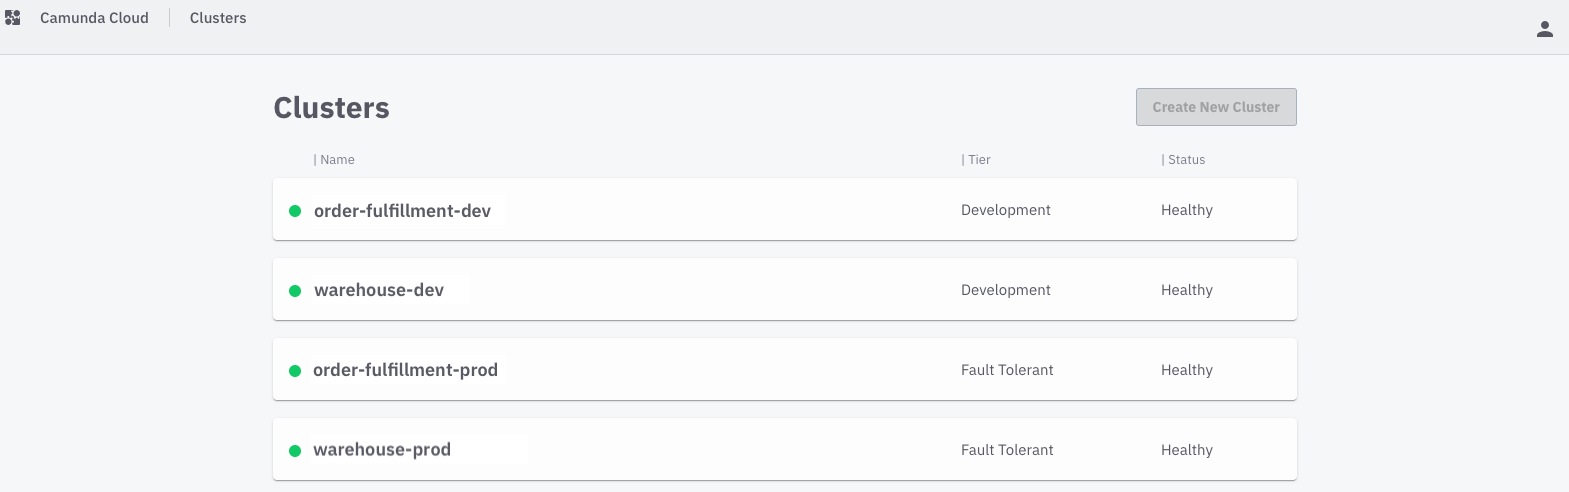 Camunda Cloud | Clusters
Clusters
Create New Cluster
| Name | Tier | Status
order-fulfillment-dev Development Healthy
warehouse-dev Development Healthy
order-fulfillment-prod Fault Tolerant Healthy
warehouse-prod Fault Tolerant Healthy